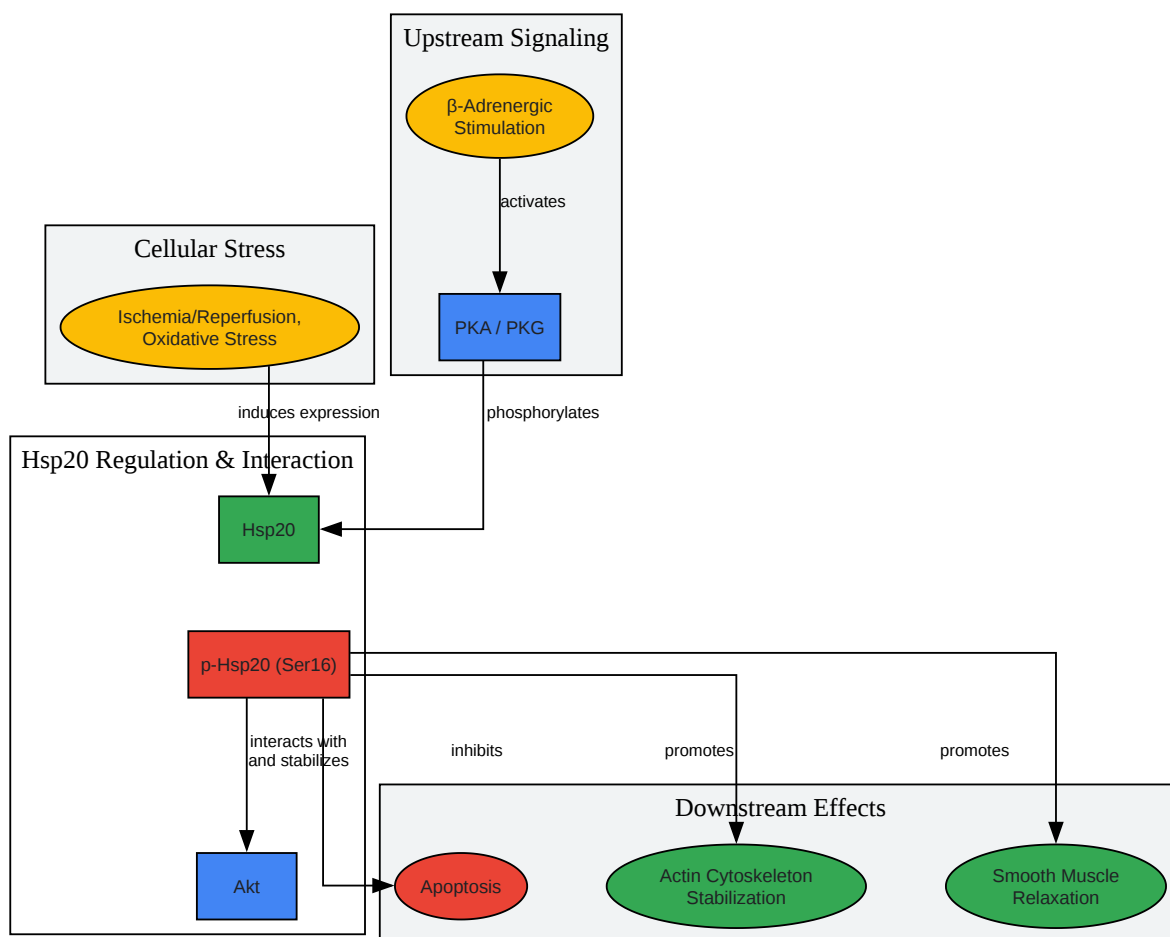 Upstream Signaling
β-Adrenergic
Stimulation
activates
Cellular Stress
Ischemia/Reperfusion,
Oxidative Stress
PKA / PKG
induces expression
phosphorylates
Hsp20 Regulation & Interaction
Hsp20
p-Hsp20 (Ser16)
interacts with
and stabilizes
inhibits
promotes
promotes
Downstream Effects
Akt
Apoptosis
Actin Cytoskeleton
Stabilization
Smooth Muscle
Relaxation